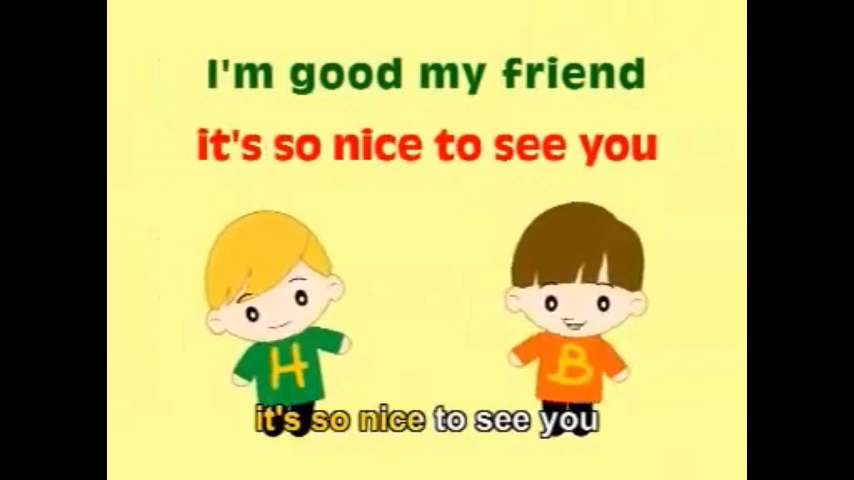 I'm good my friend
it's so nice to see you
H
B
it's so nice to see you